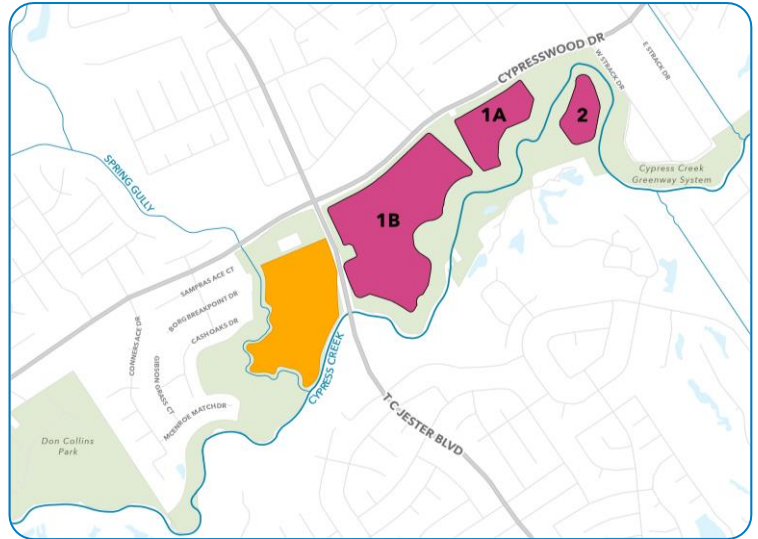 CYPRESSWOOD DR
W STRACK DR
E STRACK DR
1A
2
Cypress Creek
Greenway System
SPRING GULLY
1B
SAMPRAS ACE CT
BORG BREAKPOINT DR
CASH OAKS DR
CONNERS ACE DR
GIBSON GRASS CT
MCENROE MATCH DR
CYPRESS CREEK
T C JESTER BLVD
Don Collins
Park